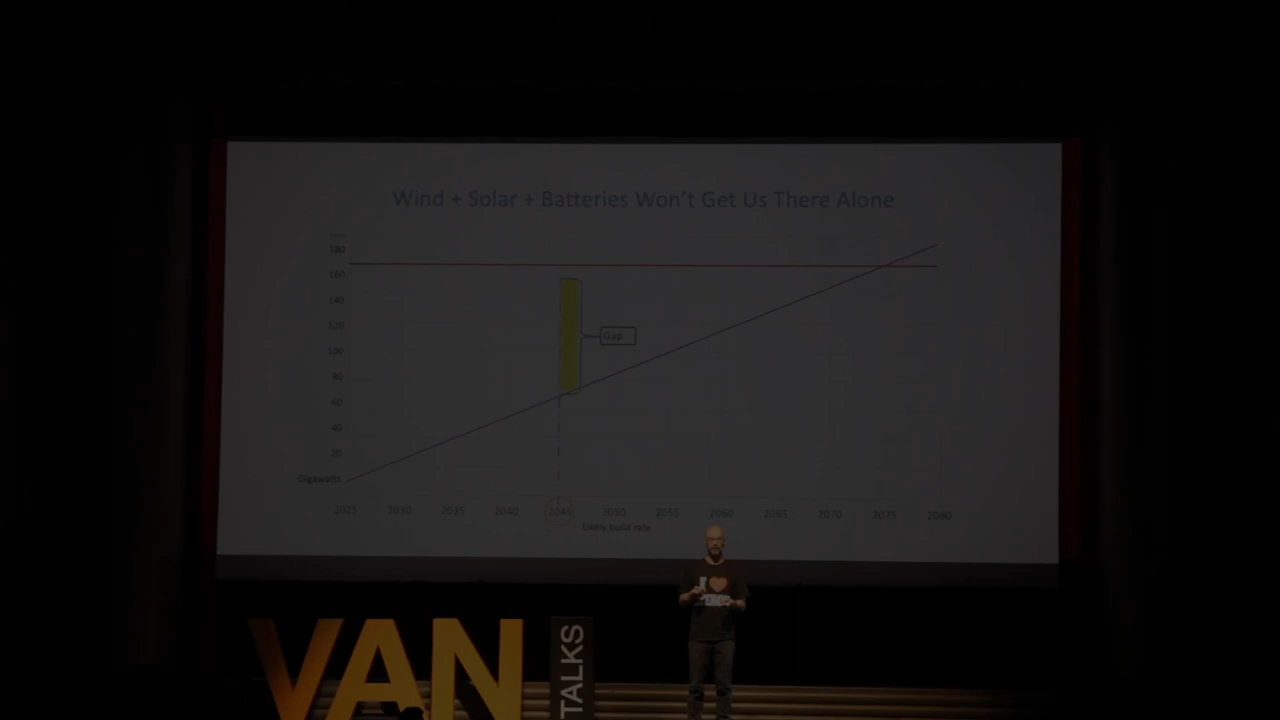 Wind + Solar + Batteries Won't Get Us There Alone
180
160
140
120
100
80
60
40
20
Gigawatts
Gap
2025 2030 2035 2040 2045 2050 2055 2060 2065 2070 2075 2080
Likely build rate
I
VAN
TALKS